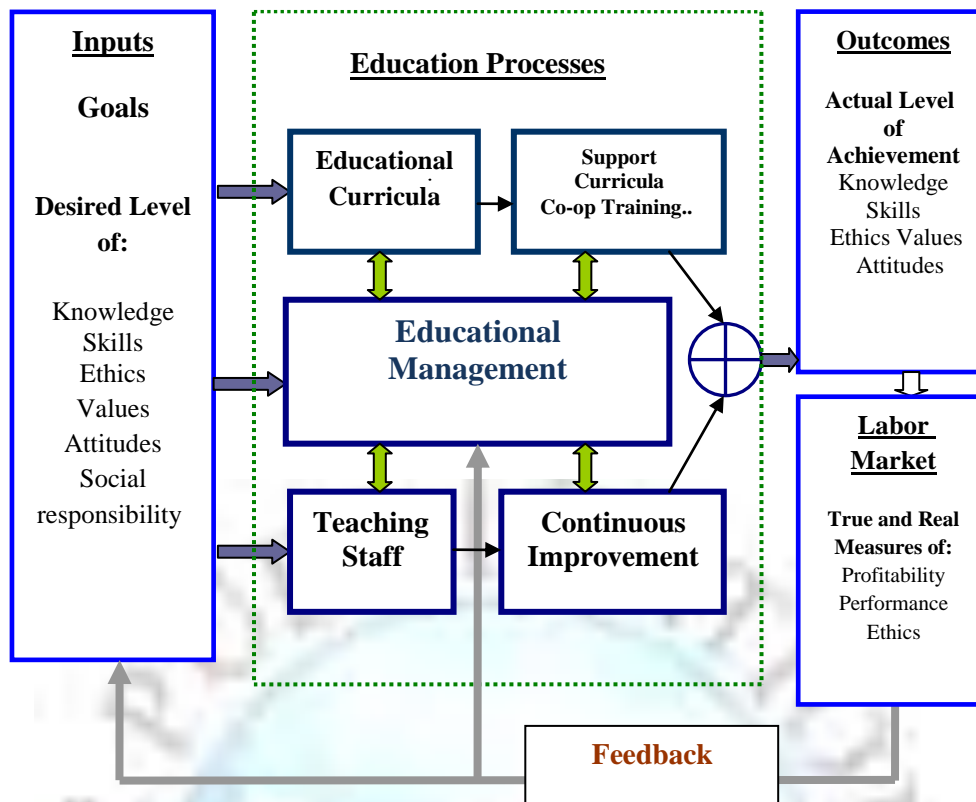 Inputs
Goals
Desired Level
of:
Knowledge
Skills
Ethics
Values
Attitudes
Social
responsibility
Education Processes
Educational
Curricula
Support
Curricula
Co-op Training..
Educational
Management
Teaching
Staff
Continuous
Improvement
Outcomes
Actual Level
of
Achievement
Knowledge
Skills
Ethics Values
Attitudes
Labor
Market
True and Real
Measures of:
Profitability
Performance
Ethics
Feedback